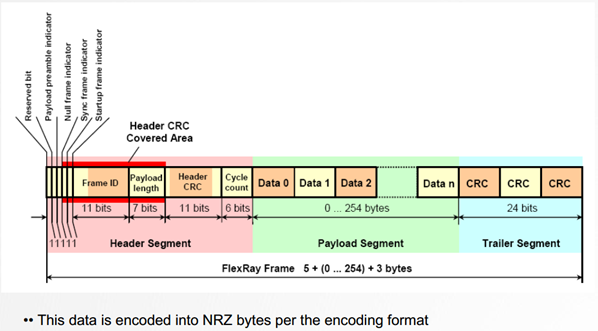 Reserved bit
Payload preamble indicator
Null frame indicator
Sync frame indicator
Startup frame indicator
Header CRC
Covered Area
Frame ID
Payload
length
Header
CRC
Cycle
count
Data 0
Data 1
Data 2
Data n
CRC
CRC
CRC
11 bits
7 bits
11 bits
6 bits
0 ... 254 bytes
24 bits
11111
Header Segment
Payload Segment
Trailer Segment
FlexRay Frame 5 + (0 ... 254) + 3 bytes
•• This data is encoded into NRZ bytes per the encoding format